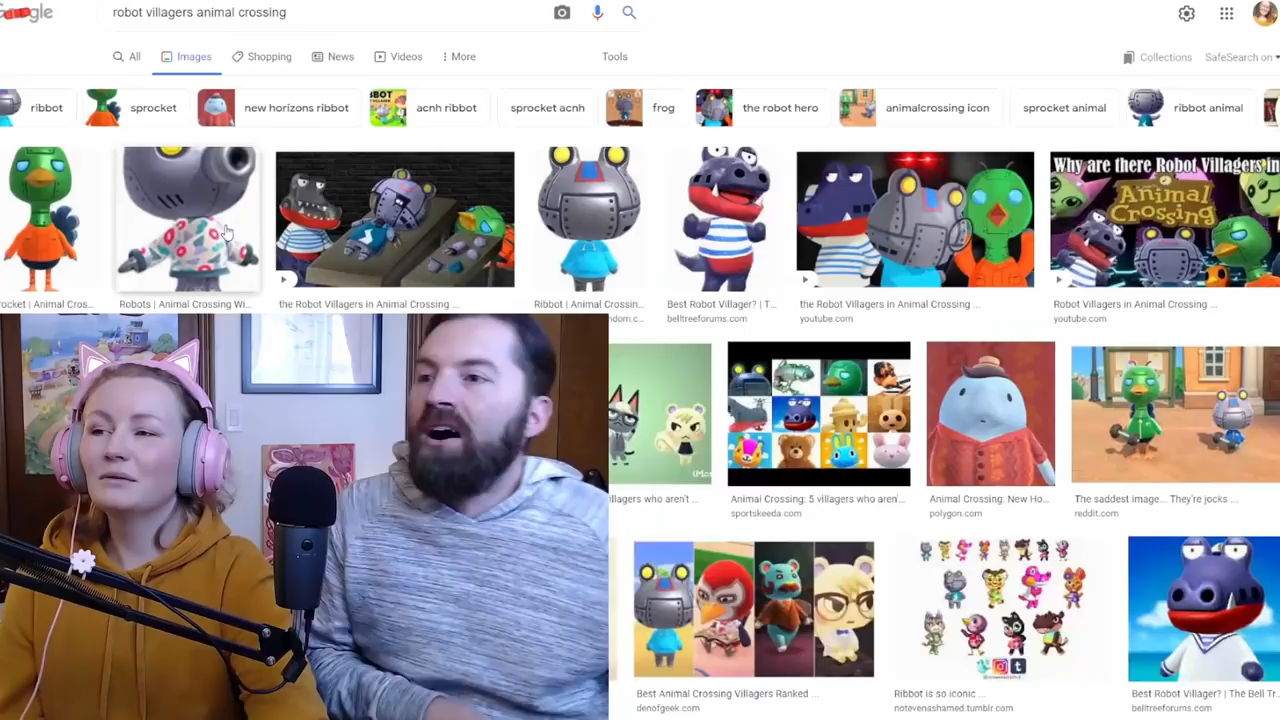 robot villagers animal crossing
All
Images
Shopping
News
Videos
More
Tools
Collections
SafeSearch on
ribbot
sprocket
new horizons ribbot
acnh ribbot
sprocket acnh
frog
the robot hero
animalcrossing icon
sprocket animal
ribbot animal
Why are there Robot Villagers in
Animal
Crossing
rocket | Animal Cros...
Robots | Animal Crossing Wi...
the Robot Villagers in Animal Crossing ...
Ribbot | Animal Crossin...
ndom.c...
Best Robot Villager? | T...
belltreeforums.com
the Robot Villagers in Animal Crossing ...
youtube.com
Robot Villagers in Animal Crossing ...
youtube.com
illagers who aren't ...
Animal Crossing: 5 villagers who aren'...
sportskeeda.com
Animal Crossing: New Ho...
polygon.com
The saddest image... They're jocks ...
reddit.com
Best Animal Crossing Villagers Ranked ...
denofgeek.com
Ribbot is so iconic ...
notevenashamed.tumblr.com
Best Robot Villager? | The Bell Tr...
belltreeforums.com